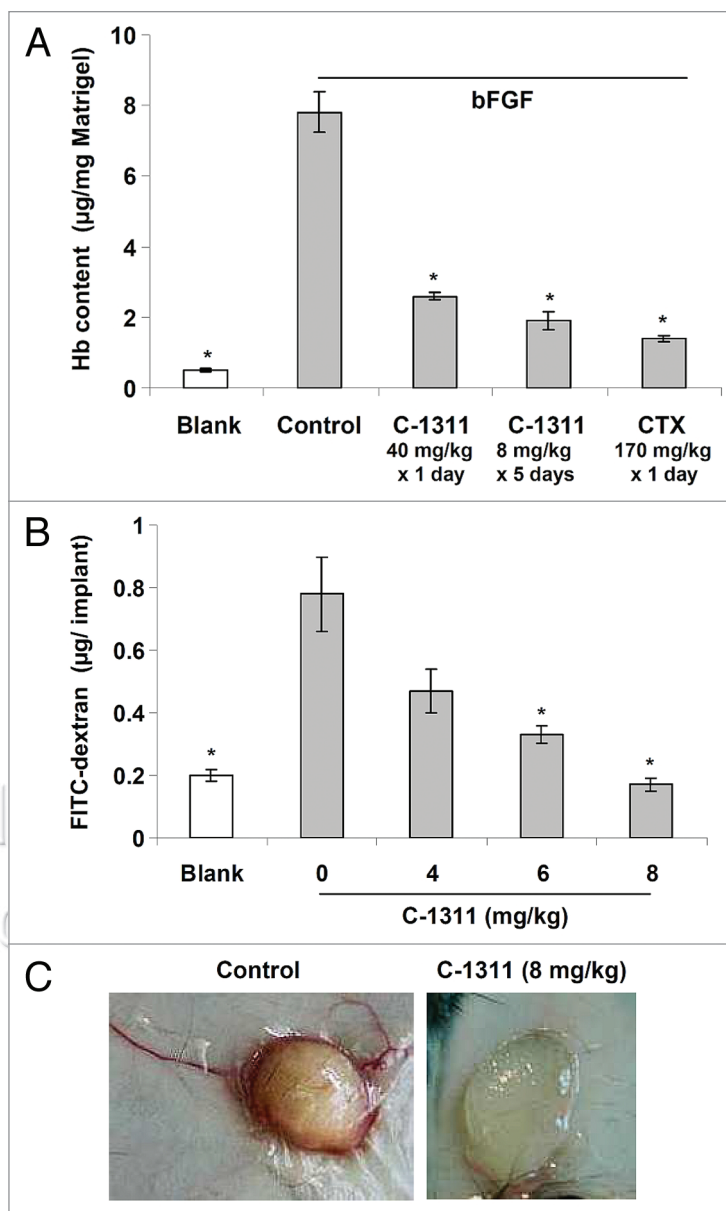 A
10
8
6
4
2
0
Hb content (µg/mg Matrigel)
bFGF
*
*
*
*
Blank
Control
C-1311
40 mg/kg
x 1 day
C-1311
8 mg/kg
x 5 days
CTX
170 mg/kg
x 1 day
B
1
0.8
0.6
0.4
0.2
0
FITC-dextran (µg/ implant)
*
*
*
Blank
0
4
6
8
C-1311 (mg/kg)
C
Control
C-1311 (8 mg/kg)